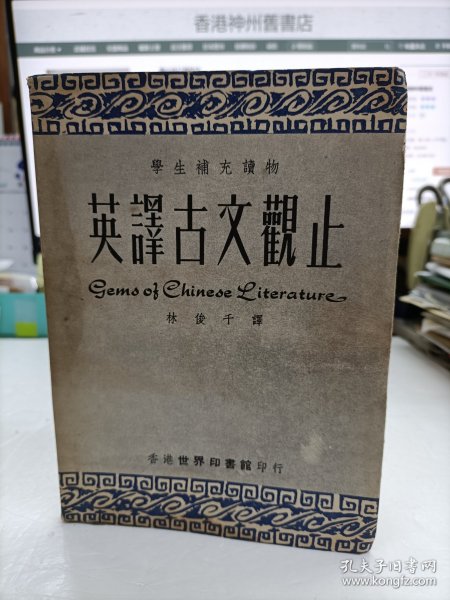 香港神州舊書店
學生補充讀物
英譯古文觀止
Gems of Chinese Literature
林俊千譯
香港世界印書館印行
孔夫子旧书网
www.kongfz.com